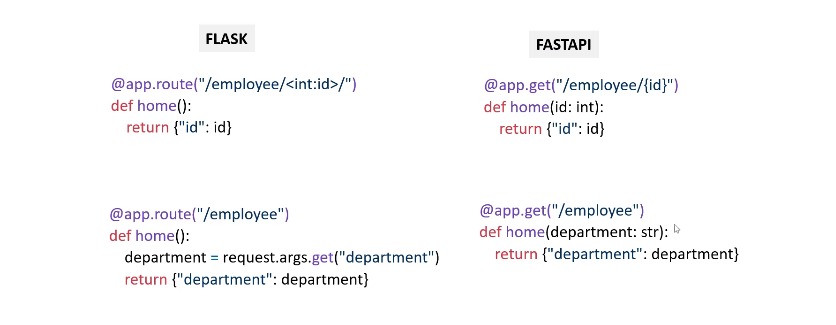 FLASK
@app.route("/employee/<int:id>/")
def home():
return {"id": id}
@app.route("/employee")
def home():
department = request.args.get("department")
return {"department": department}
FASTAPI
@app.get("/employee/{id}")
def home(id: int):
return {"id": id}
@app.get("/employee")
def home(department: str):
return {"department": department}